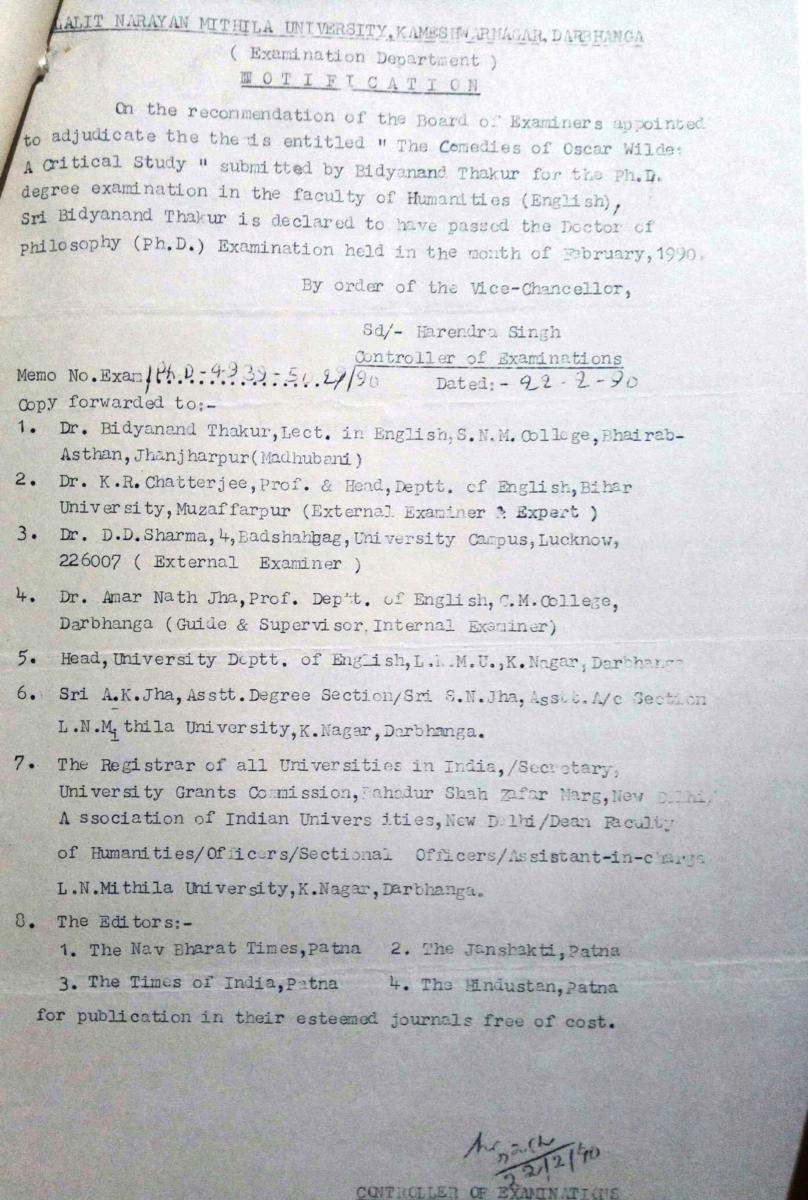 LALIT NARAYAN MITHILA UNIVERSITY,KAMESHWARNAGAR,DARBHANGA
( Examination Department )
N O T I F I C A T I O N
On the recommendation of the Board of Examiners appointed
to adjudicate the the is entitled " The Comedies of Oscar Wilde:
A Critical Study " submitted by Bidyanand Thakur for the Ph.D.
degree examination in the faculty of Humanities (English),
Sri Bidyanand Thakur is declared to have passed the Doctor of
Philosophy (Ph.D.) Examination held in the month of February,1990.
By order of the Vice-Chancellor,
Sd/- Harendra Singh
Controller of Examinations
Memo No.Exam/Ph.D-4939-50.29/90 Dated:- 22-2-90
Copy forwarded to:-
1. Dr. Bidyanand Thakur,Lect. in English,S.N.M.College,Bhairab-
Asthan,Jhanjharpur(Madhubani)
2. Dr. K.R.Chatterjee,Prof. & Head,Deptt. of English,Bihar
University,Muzaffarpur (External Examiner & Expert )
3. Dr. D.D.Sharma,4,Badshahbag,University Campus,Lucknow,
226007 ( External Examiner )
4. Dr. Amar Nath Jha,Prof. Dep't. of English,C.M.College,
Darbhanga (Guide & Supervisor,Internal Examiner)
5. Head,University Deptt. of English,L.N.M.U.,K.Nagar,Darbhanga
6. Sri A.K.Jha,Asstt.Degree Section/Sri S.N.Jha,Asstt.A/c Section
L.N.Mithila University,K.Nagar,Darbhanga.
7. The Registrar of all Universities in India,/Secretary,
University Grants Commission,Bahadur Shah Zafar Marg,New Delhi/
A ssociation of Indian Univers ities,New Delhi/Dean Faculty
of Humanities/Officers/Sectional Officers/Assistant-in-charge
L.N.Mithila University,K.Nagar,Darbhanga.
8. The Editors:-
1. The Nav Bharat Times,Patna 2. The Janshakti,Patna
3. The Times of India,Patna 4. The Hindustan,Patna
for publication in their esteemed journals free of cost.
22/2/90
CONTROLLER OF EXAMINATIONS